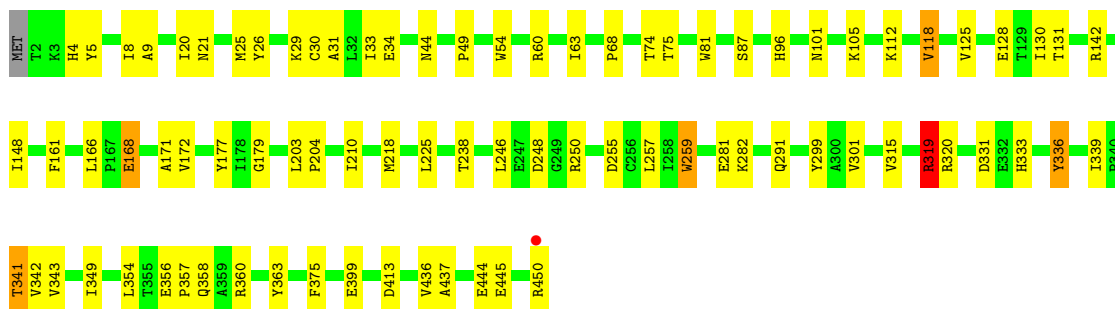 MET T2 K3 H4 Y5 I8 A9 I20 N21 M25 Y26 K29 C30 A31 L32 I33 E34 N44 P49 W54 R60 I63 P68 T74 T75 W81 S87 H96 N101 K105 K112 V118 V125 E128 T129 I130 T131 R142
I148 F161 L166 P167 E168 A171 V172 Y177 I178 G179 L203 P204 I210 M218 L225 T238 L246 E247 D248 G249 R250 D255 C256 L257 I258 W259 E281 K282 Q291 Y299 A300 V301 V315 R319 R320 D331 E332 H333 Y336 I339 R340
T341 V342 V343 I349 L354 T355 E356 P357 Q358 A359 R360 Y363 F375 E399 D413 V436 A437 E444 E445 R450